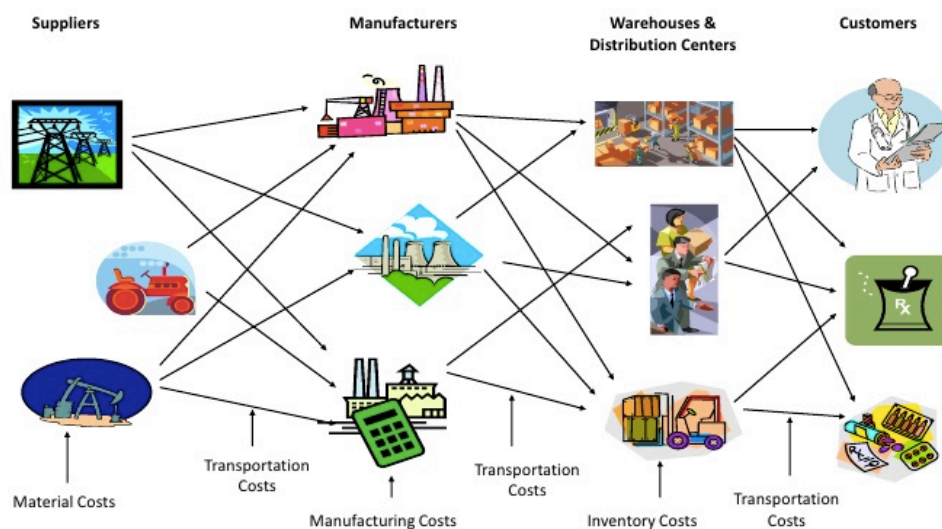 Suppliers
Manufacturers
Warehouses &
Distribution Centers
Customers
Rx
Material Costs
Transportation
Costs
Manufacturing Costs
Transportation
Costs
Inventory Costs
Transportation
Costs